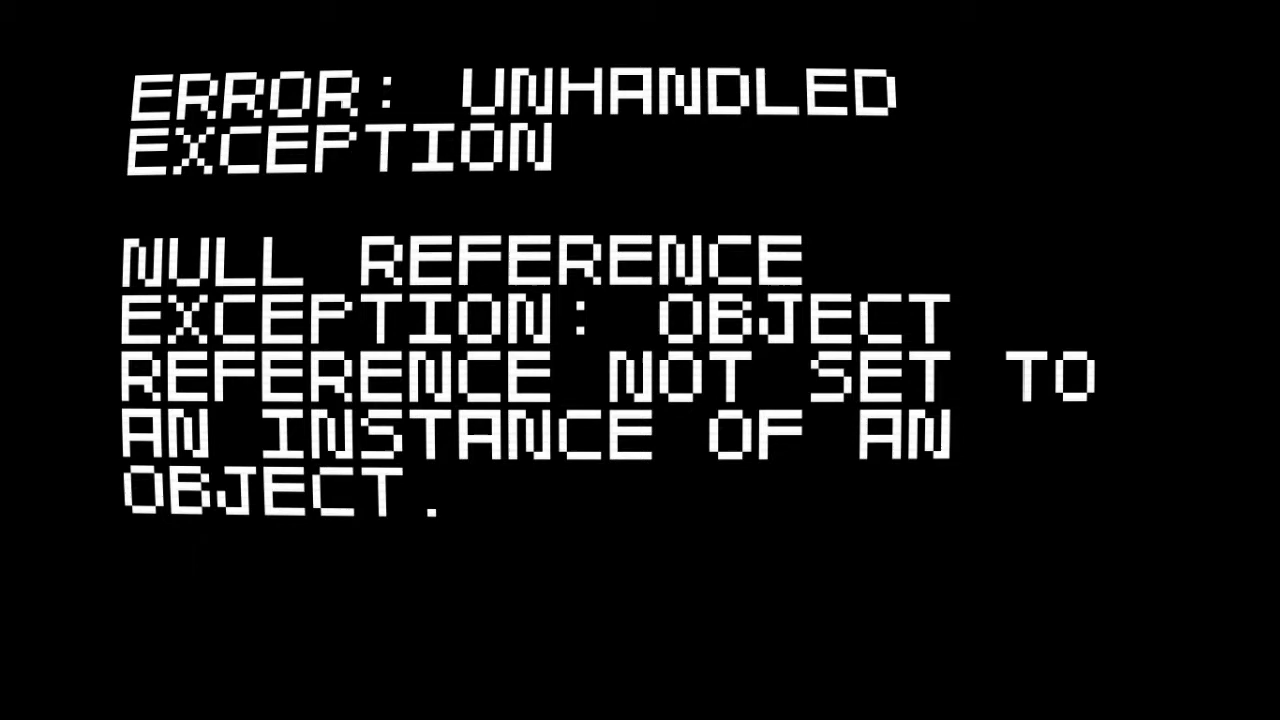 ERROR: UNHANDLED
EXCEPTION
NULL REFERENCE
EXCEPTION: OBJECT
REFERENCE NOT SET TO
AN INSTANCE OF AN
OBJECT.